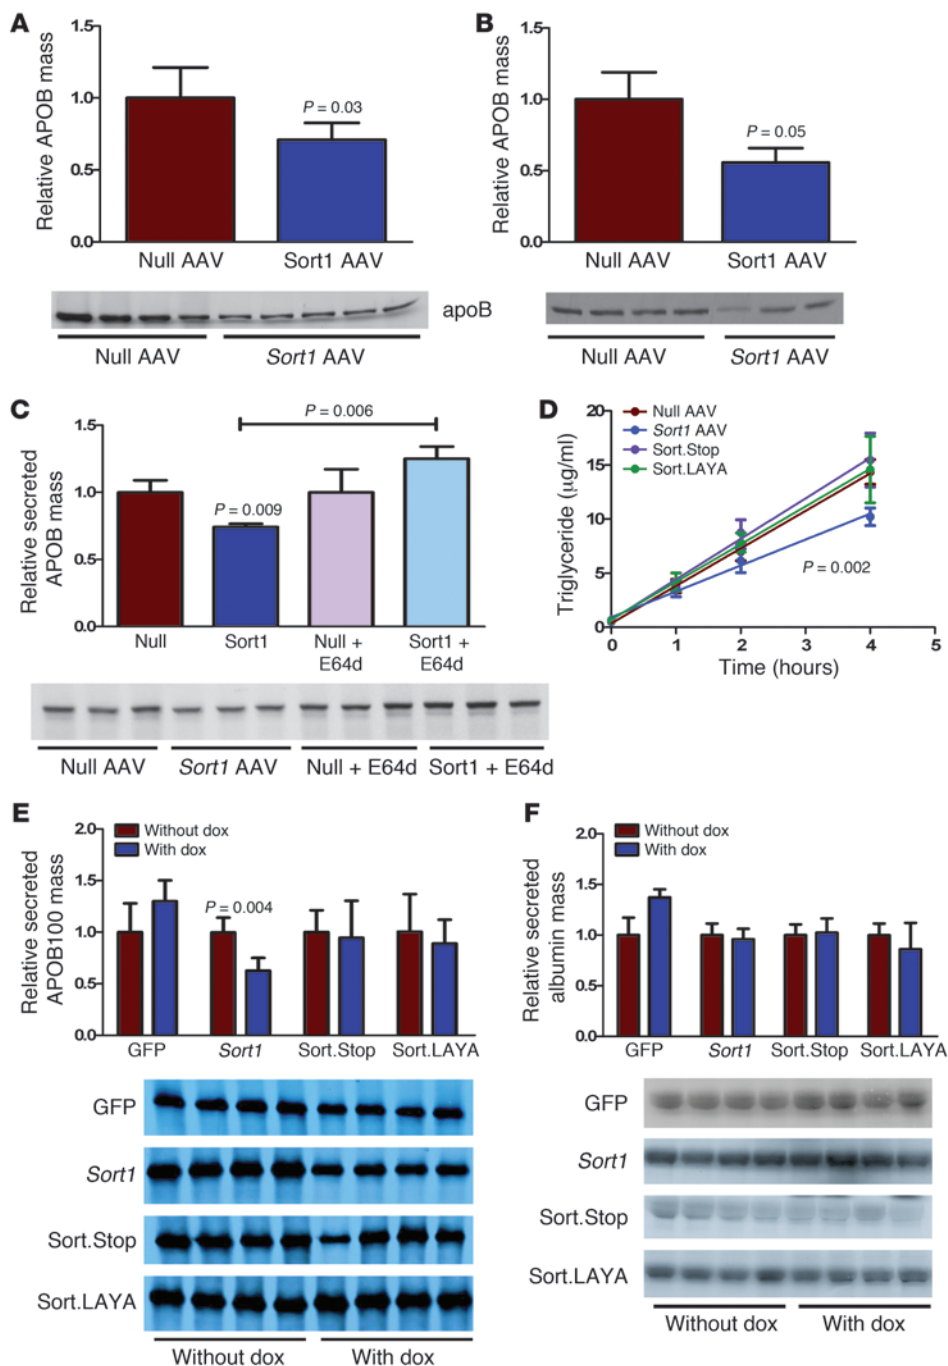 A
Relative APOB mass
1.5
1.0
0.5
0.0
P = 0.03
Null AAV
Sort1 AAV
apoB
Null AAV
Sort1 AAV
B
Relative APOB mass
1.5
1.0
0.5
0.0
P = 0.05
Null AAV
Sort1 AAV
Null AAV
Sort1 AAV
C
Relative secreted
APOB mass
1.5
1.0
0.5
0.0
P = 0.006
P = 0.009
Null
Sort1
Null +
E64d
Sort1 +
E64d
Null AAV
Sort1 AAV
Null + E64d
Sort1 + E64d
D
Triglyceride (μg/ml)
20
15
10
5
0
Null AAV
Sort1 AAV
Sort.Stop
Sort.LAYA
P = 0.002
0
1
2
3
4
5
Time (hours)
E
Relative secreted
APOB100 mass
2.0
1.5
1.0
0.5
0.0
Without dox
With dox
P = 0.004
GFP
Sort1
Sort.Stop
Sort.LAYA
GFP
Sort1
Sort.Stop
Sort.LAYA
Without dox
With dox
F
Relative secreted
albumin mass
2.0
1.5
1.0
0.5
0.0
Without dox
With dox
GFP
Sort1
Sort.Stop
Sort.LAYA
GFP
Sort1
Sort.Stop
Sort.LAYA
Without dox
With dox